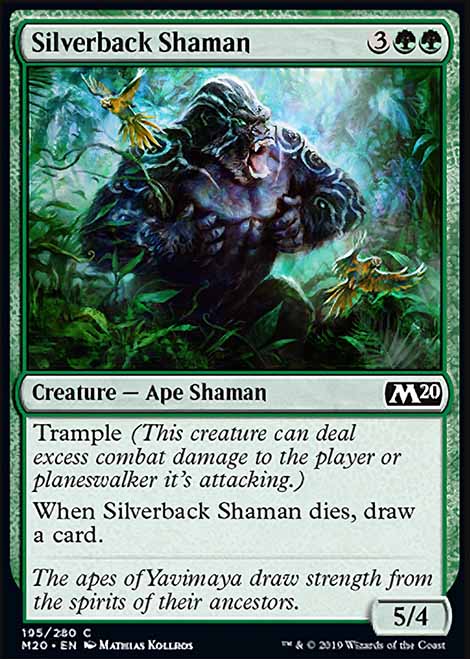 Silverback Shaman 3
Creature — Ape Shaman M20
Trample (This creature can deal
excess combat damage to the player or
planeswalker it's attacking.)
When Silverback Shaman dies, draw
a card.
The apes of Yavimaya draw strength from
the spirits of their ancestors.
5/4
195/280 C
M20 • EN Mathias Kollros
™ & © 2019 Wizards of the Coast